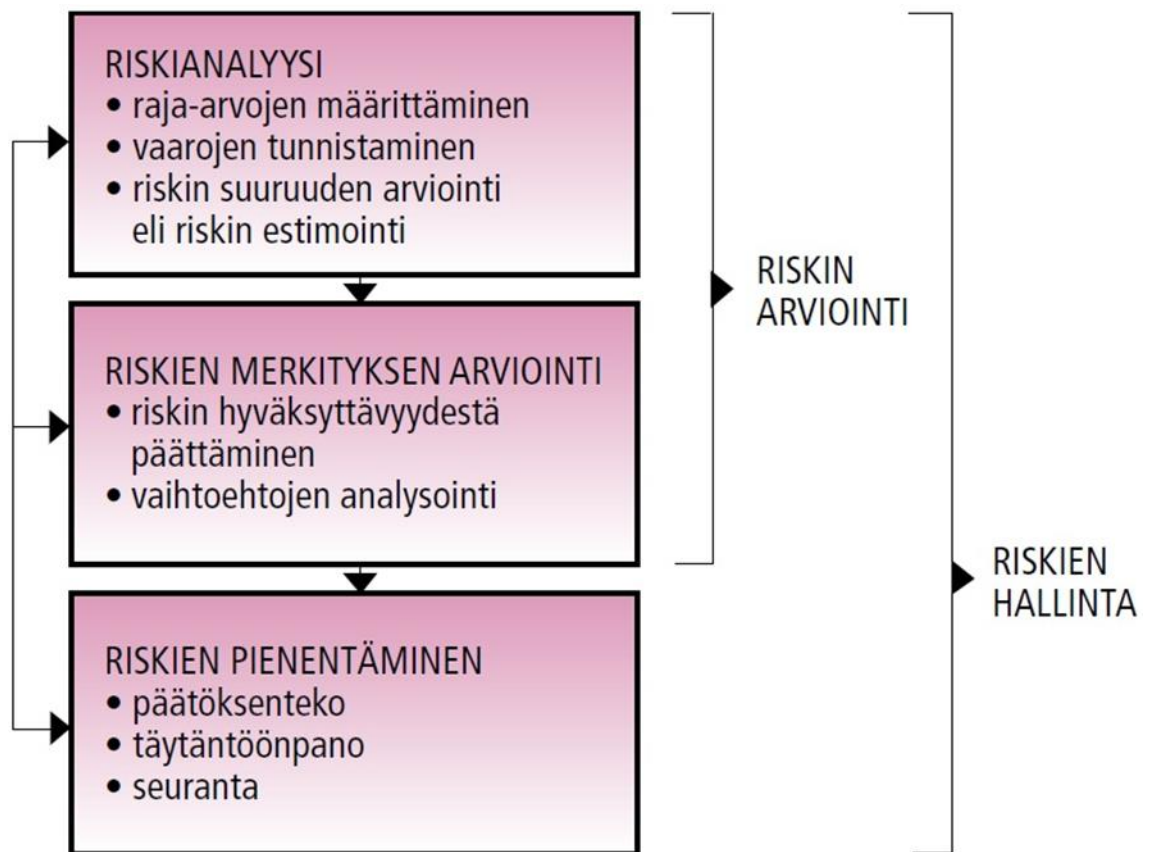 RISKIANALYYSI
• raja-arvojen määrittäminen
• vaarojen tunnistaminen
• riskin suuruuden arviointi
eli riskin estimointi
RISKIEN MERKITYKSEN ARVIOINTI
• riskin hyväksyttävyydestä
päättäminen
• vaihtoehtojen analysointi
RISKIEN PIENENTÄMINEN
• päätöksenteko
• täytäntöönpano
• seuranta
RISKIN
ARVIOINTI
RISKIEN
HALLINTA